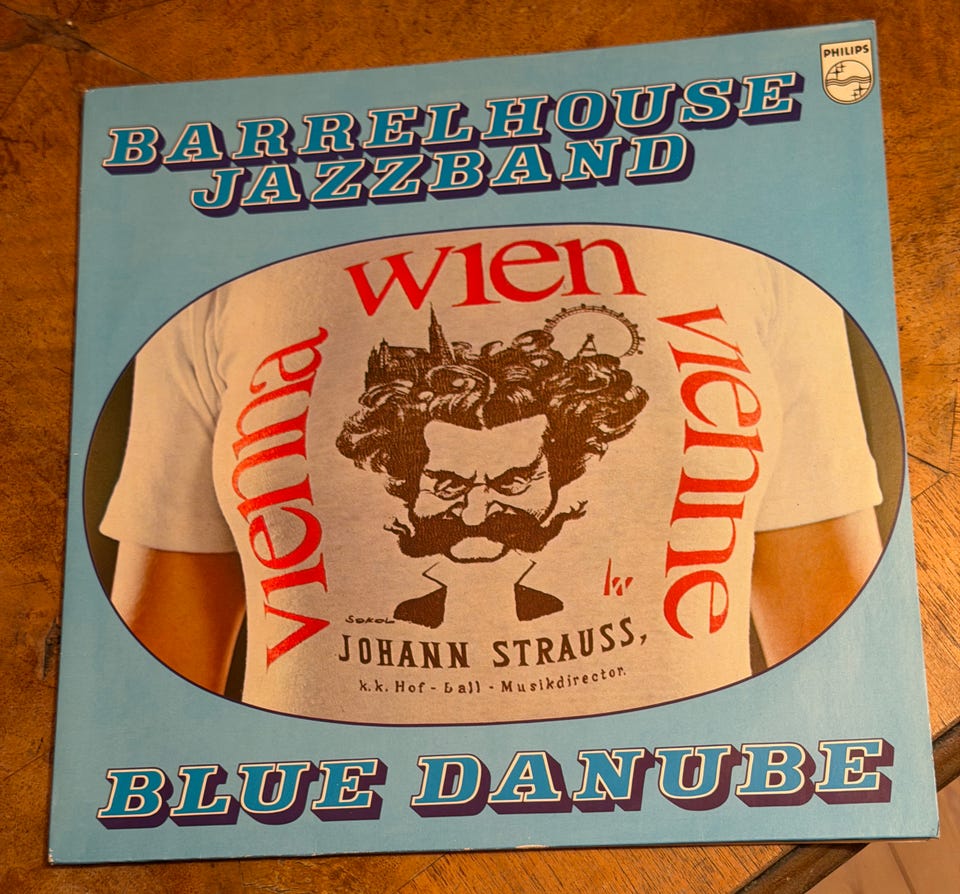 PHILIPS
BARRELHOUSE
JAZZBAND
wien
vienna
vienne
Sokol
JOHANN STRAUSS,
k.k. Hof - Ball - Musikdirector.
BLUE DANUBE